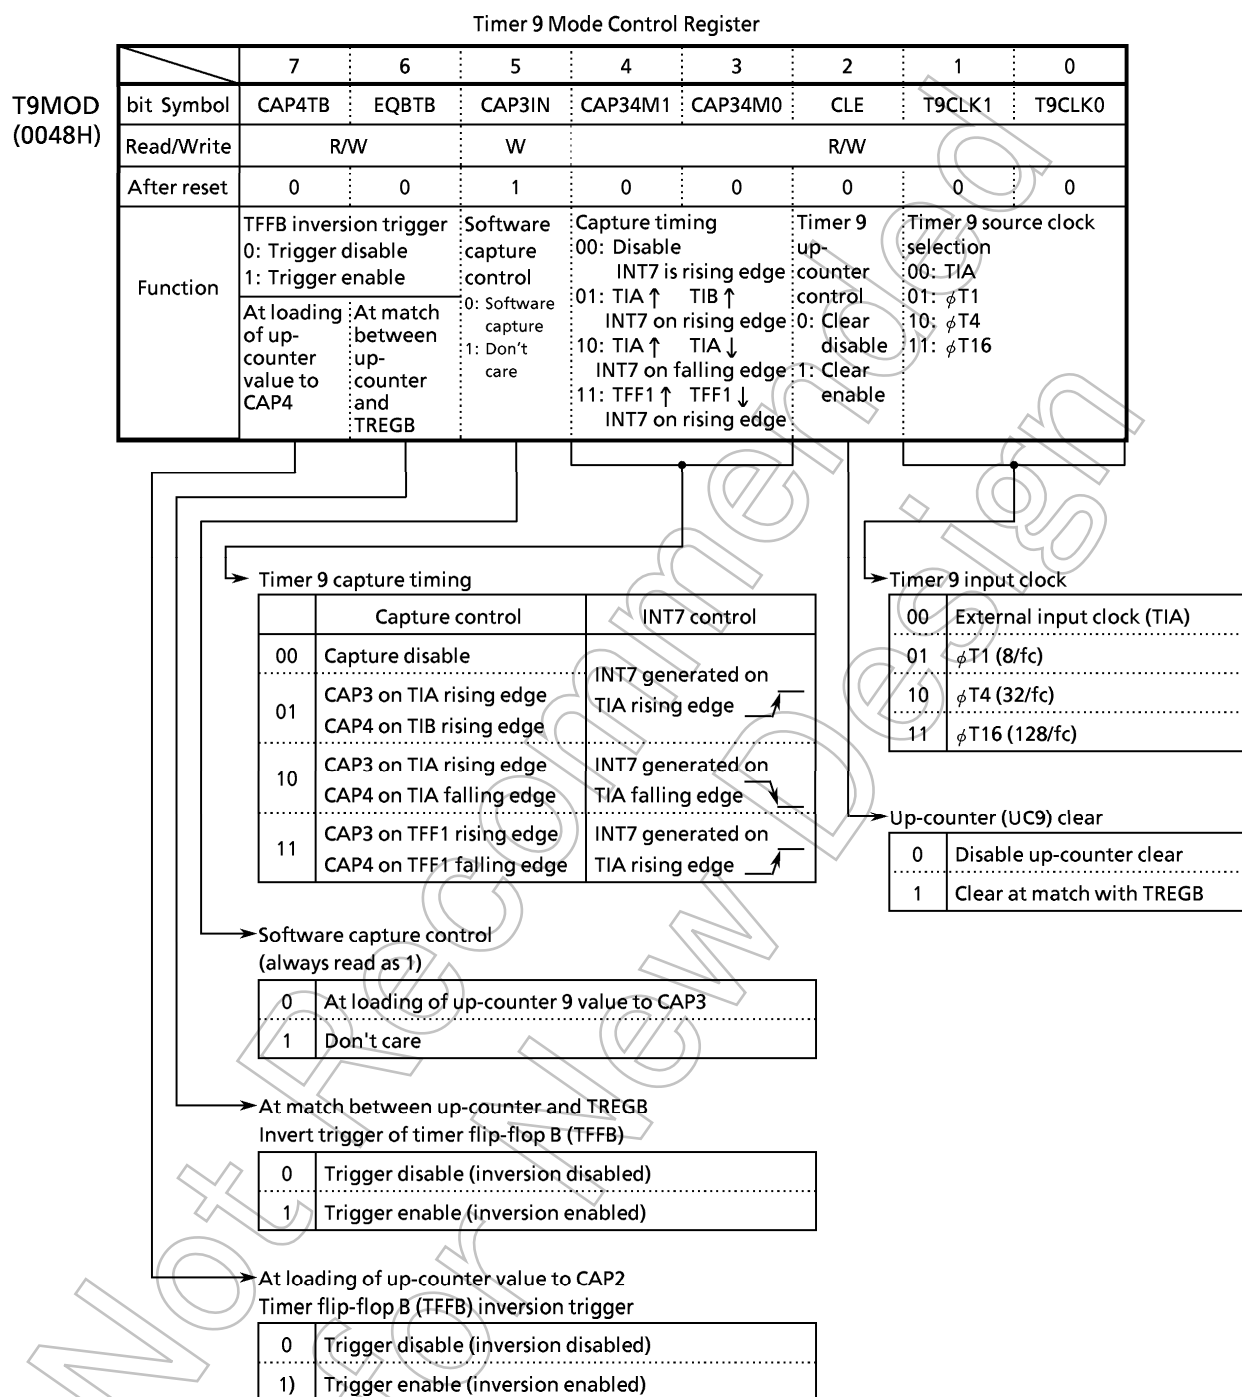 Timer 9 Mode Control Register
7 6 5 4 3 2 1 0
T9MOD
(0048H)
bit Symbol CAP4TB EQBTB CAP3IN CAP34M1 CAP34M0 CLE T9CLK1 T9CLK0
Read/Write R/W W R/W
After reset 0 0 1 0 0 0 0 0
Function
TFFB inversion trigger
0: Trigger disable
1: Trigger enable
At loading
of up-
counter
value to
CAP4
At match
between
up-
counter
and
TREGB
Software
capture
control
0: Software
capture
1: Don't
care
Capture timing
00: Disable
INT7 is rising edge
01: TIA↑ TIB↑
INT7 on rising edge
10: TIA↑ TIA↓
INT7 on falling edge
11: TFF1↑ TFF1↓
INT7 on rising edge
Timer 9
up-
counter
control
0: Clear
disable
1: Clear
enable
Timer 9 source clock
selection
00: TIA
01: φT1
10: φT4
11: φT16
Timer 9 capture timing
Capture control INT7 control
00 Capture disable
01 CAP3 on TIA rising edge
CAP4 on TIB rising edge
INT7 generated on
TIA rising edge
10 CAP3 on TIA rising edge
CAP4 on TIA falling edge
INT7 generated on
TIA falling edge
11 CAP3 on TFF1 rising edge
CAP4 on TFF1 falling edge
INT7 generated on
TIA rising edge
Timer 9 input clock
00 External input clock (TIA)
01 φT1 (8/fc)
10 φT4 (32/fc)
11 φT16 (128/fc)
Up-counter (UC9) clear
0 Disable up-counter clear
1 Clear at match with TREGB
Software capture control
(always read as 1)
0 At loading of up-counter 9 value to CAP3
1 Don't care
At match between up-counter and TREGB
Invert trigger of timer flip-flop B (TFFB)
0 Trigger disable (inversion disabled)
1 Trigger enable (inversion enabled)
At loading of up-counter value to CAP2
Timer flip-flop B (TFFB) inversion trigger
0 Trigger disable (inversion disabled)
1) Trigger enable (inversion enabled)
Not Recommended
for New Design